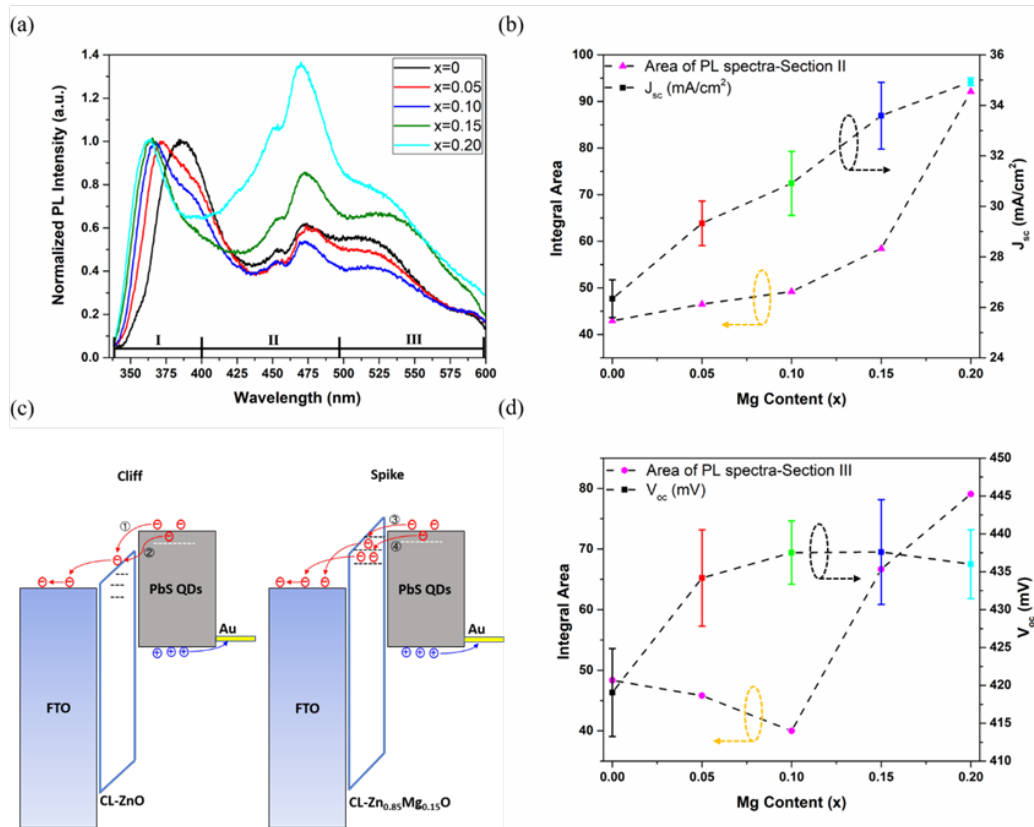 (a)
Normalized PL Intensity (a.u.)
1.4
1.2
1.0
0.8
0.6
0.4
0.2
0.0
x=0
x=0.05
x=0.10
x=0.15
x=0.20
I
II
III
350 375 400 425 450 475 500 525 550 575 600
Wavelength (nm)
(b)
Integral Area
100
90
80
70
60
50
40
Area of PL spectra-Section II
Jsc (mA/cm²)
36
34
32
30
28
26
24
Jsc (mA/cm²)
0.00 0.05 0.10 0.15 0.20
Mg Content (x)
(c)
Cliff
①
②
PbS QDs
Au
FTO
CL-ZnO
Spike
③
④
PbS QDs
Au
FTO
CL-Zn₀.₈₅Mg₀.₁₅O
(d)
Integral Area
80
70
60
50
40
Area of PL spectra-Section III
Voc (mV)
450
445
440
435
430
425
420
415
410
Voc (mV)
0.00 0.05 0.10 0.15 0.20
Mg Content (x)